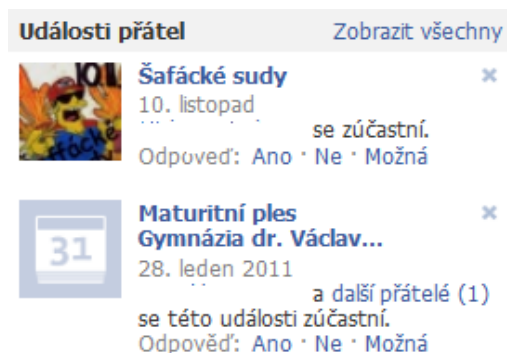 Události přátel Zobrazit všechny
Šafácké sudy
10. listopad
se zúčastní.
Odpověď: Ano · Ne · Možná
Maturitní ples
Gymnázia dr. Václav...
31
28. leden 2011
a další přátelé (1)
se této události zúčastní.
Odpověď: Ano · Ne · Možná